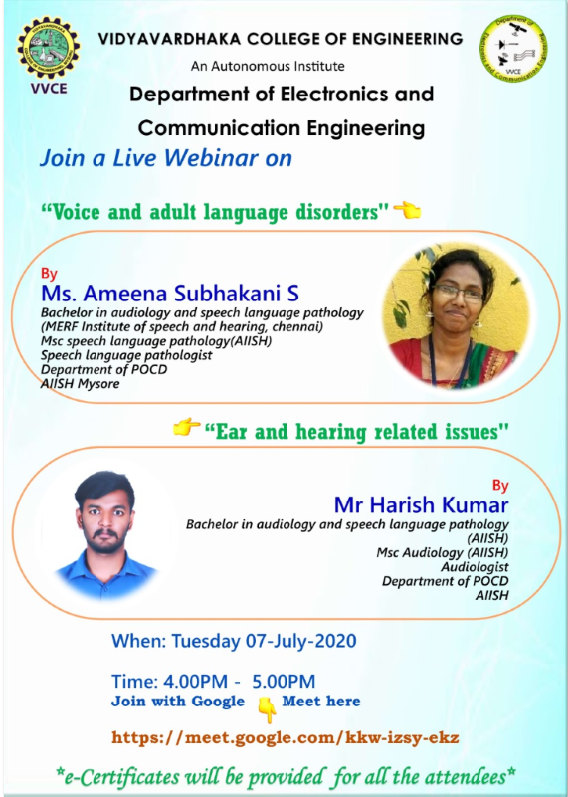 VIDYAVARDHAKA COLLEGE OF ENGINEERING
An Autonomous Institute
Department of Electronics and
Communication Engineering
VVCE
VVCE
Join a Live Webinar on
“Voice and adult language disorders"
By
Ms. Ameena Subhakani S
Bachelor in audiology and speech language pathology
(MERF Institute of speech and hearing, chennai)
Msc speech language pathology(AIISH)
Speech language pathologist
Department of POCD
AIISH Mysore
“Ear and hearing related issues"
By
Mr Harish Kumar
Bachelor in audiology and speech language pathology
(AIISH)
Msc Audiology (AIISH)
Audiologist
Department of POCD
AIISH
When: Tuesday 07-July-2020
Time: 4.00PM - 5.00PM
Join with Google Meet here
https://meet.google.com/kkw-izsy-ekz
*e-Certificates will be provided for all the attendees*